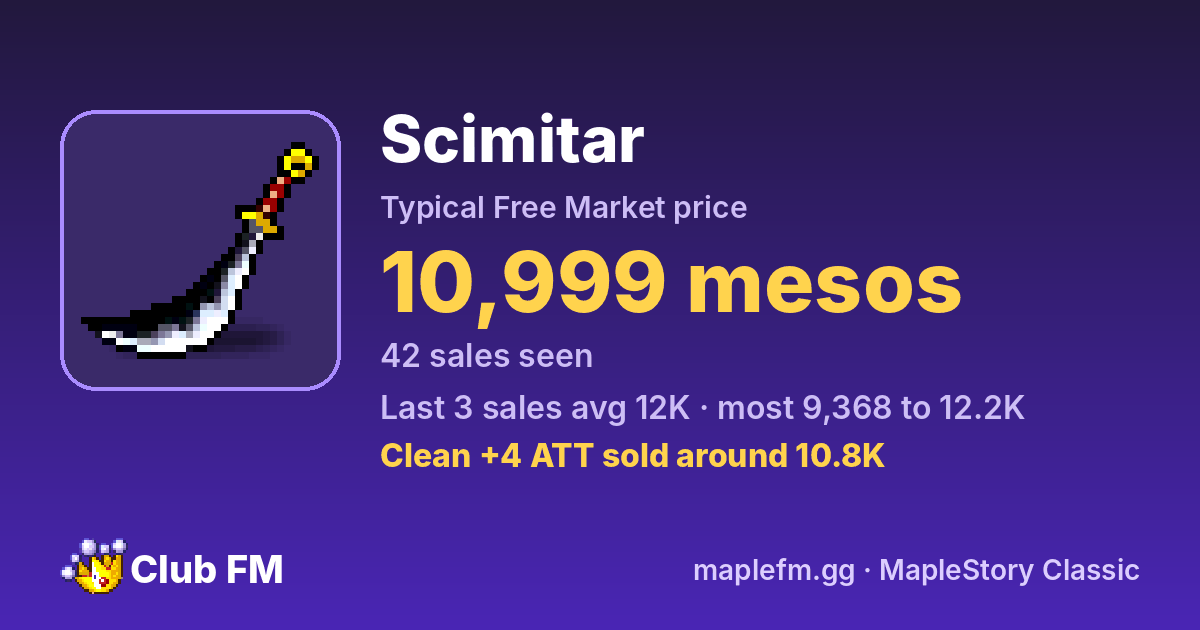 Scimitar
Typical Free Market price
10,999 mesos
42 sales seen
Last 3 sales avg 12K · most 9,368 to 12.2K
Clean +4 ATT sold around 10.8K
Club FM
maplefm.gg · MapleStory Classic